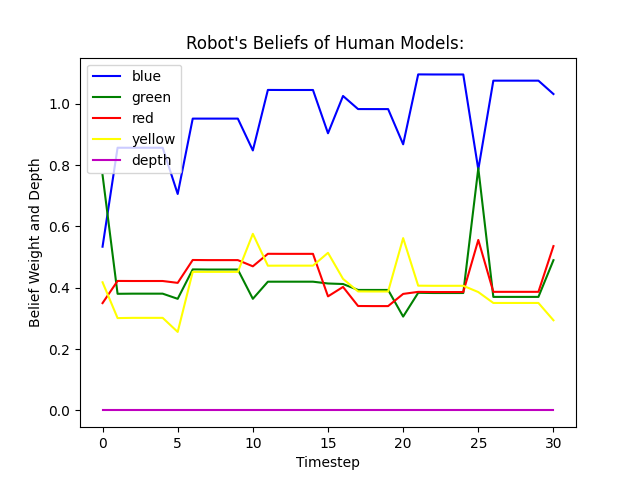 Robot's Beliefs of Human Models:
blue
green
red
yellow
depth
1.0
0.8
0.6
0.4
0.2
0.0
Belief Weight and Depth
0 5 10 15 20 25 30
Timestep